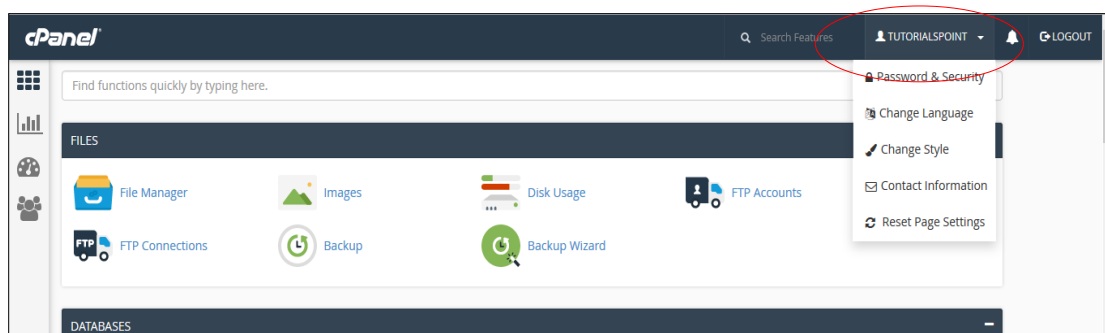 cPanel
Search Features
TUTORIALSPOINT
LOGOUT
Password & Security
Find functions quickly by typing here.
Change Language
FILES
Change Style
File Manager
Images
Disk Usage
FTP Accounts
Contact Information
Reset Page Settings
FTP
FTP Connections
Backup
Backup Wizard
DATABASES